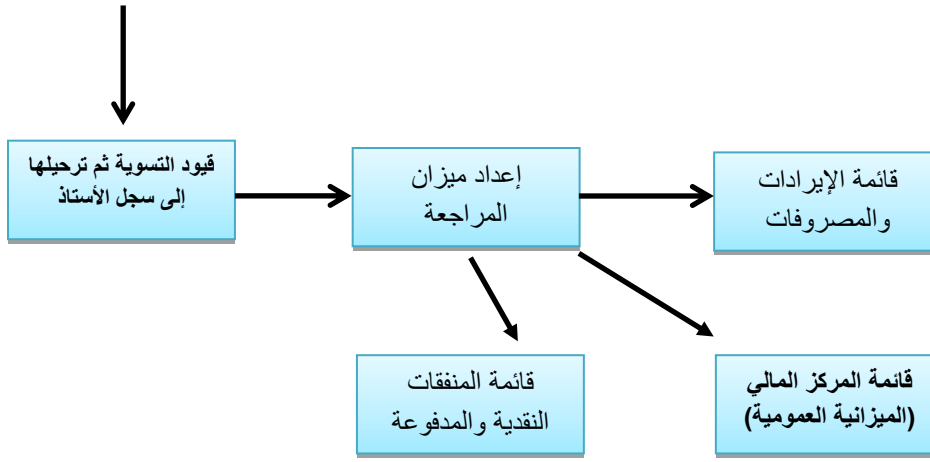 قيود التسوية ثم ترحيلها
إلى سجل الأستاذ
إعداد ميزان
المراجعة
قائمة الإيرادات
والمصروفات
قائمة المنفقات
النقدية والمدفوعة
قائمة المركز المالي
(الميزانية العمومية)